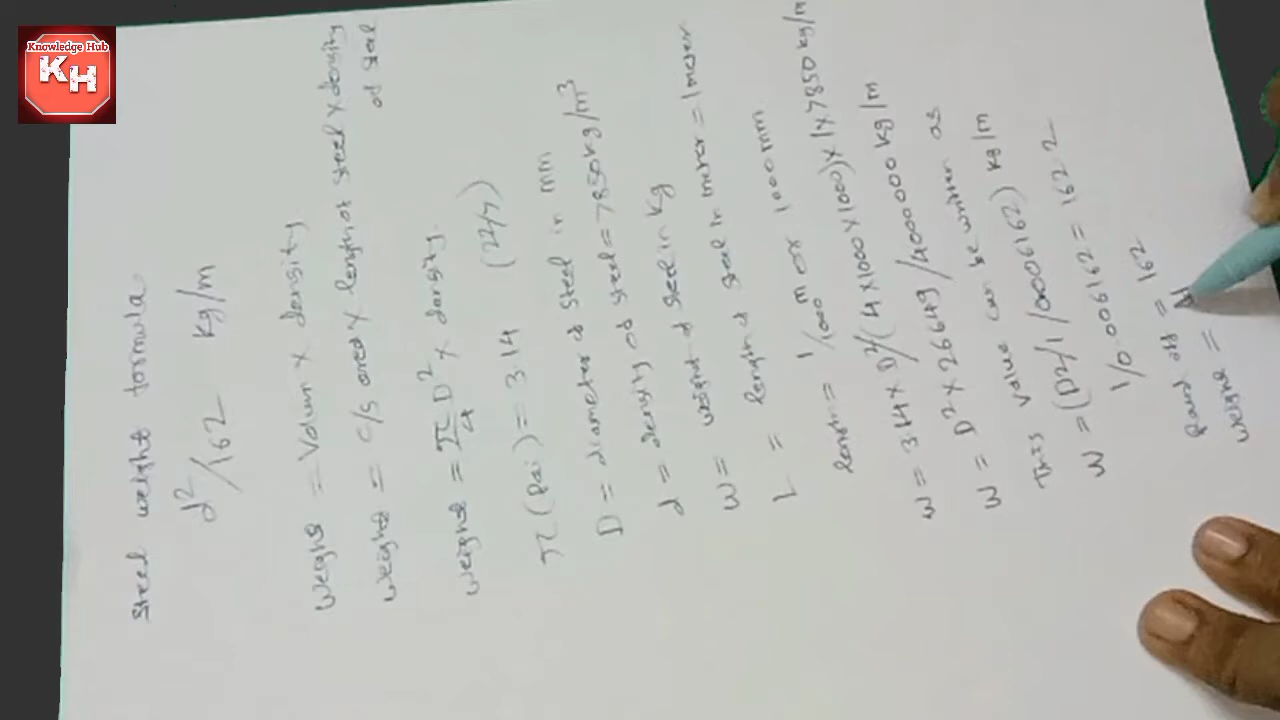 Knowledge Hub
KH
Steel weight formula
d²/162 kg/m
Weight = Volum x density
Weight = c/s area x length of steel x density of steel
Weight = π/4 D² x density
π (Pai) = 3.14 (22/7)
D = diameter of steel in mm
d = density of steel = 7850 kg/m³
W = weight of steel in kg
L = length of steel in meter = 1 meter
length = 1/1000 m or 1000 mm
W = 3.14 x D²/(4 x 1000 x 1000) x 1 x 7850 kg/m
W = D² x 24649 /4000000 kg/m
This value can be written as
W = (D²/1/0.006162) kg/m
1/0.006162 = 162.2
Round off = 162
Weight =